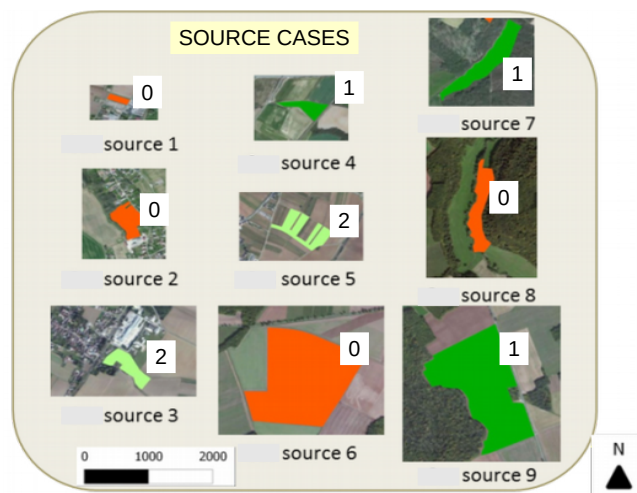 SOURCE CASES
0
source 1
1
source 4
1
source 7
0
source 2
2
source 5
0
source 8
2
source 3
0
source 6
1
source 9
0 1000 2000
N